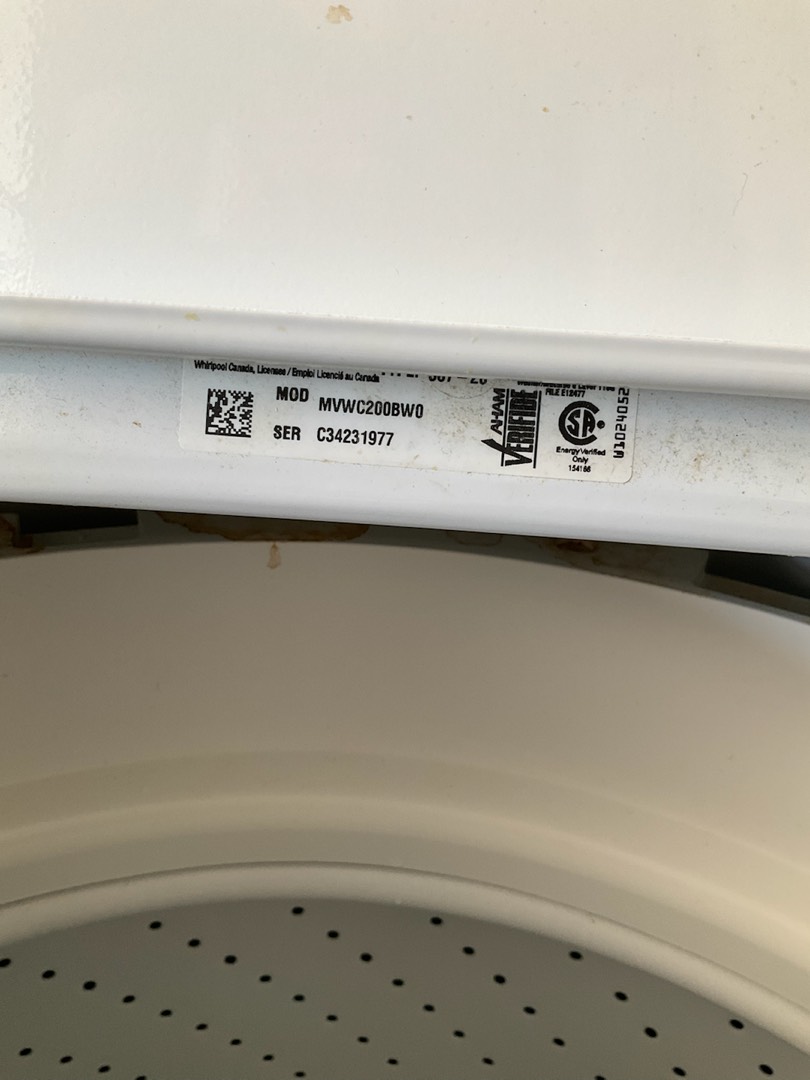 Whirlpool Canada, Licensee / Emploi Licencié au Canada
MOD MVWC200BW0
SER C34231977
AHAM
VERIFIDE
FILE E12477
SA
Energy Verified
Only
154186
W1024052